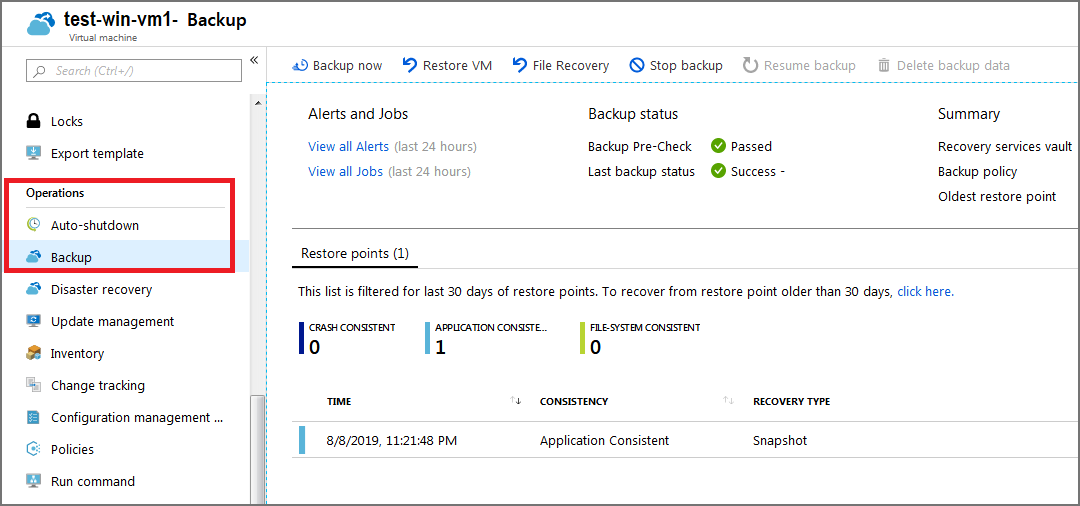 test-win-vm1- Backup
Virtual machine
Search (Ctrl+/)
«
Locks
Export template
Operations
Auto-shutdown
Backup
Disaster recovery
Update management
Inventory
Change tracking
Configuration management ...
Policies
Run command
Backup now
Restore VM
File Recovery
Stop backup
Resume backup
Delete backup data
Alerts and Jobs
View all Alerts (last 24 hours)
View all Jobs (last 24 hours)
Backup status
Backup Pre-Check Passed
Last backup status Success -
Summary
Recovery services vault
Backup policy
Oldest restore point
Restore points (1)
This list is filtered for last 30 days of restore points. To recover from restore point older than 30 days, click here.
CRASH CONSISTENT
0
APPLICATION CONSISTE...
1
FILE-SYSTEM CONSISTENT
0
TIME ↑↓ CONSISTENCY ↑↓ RECOVERY TYPE
8/8/2019, 11:21:48 PM Application Consistent Snapshot